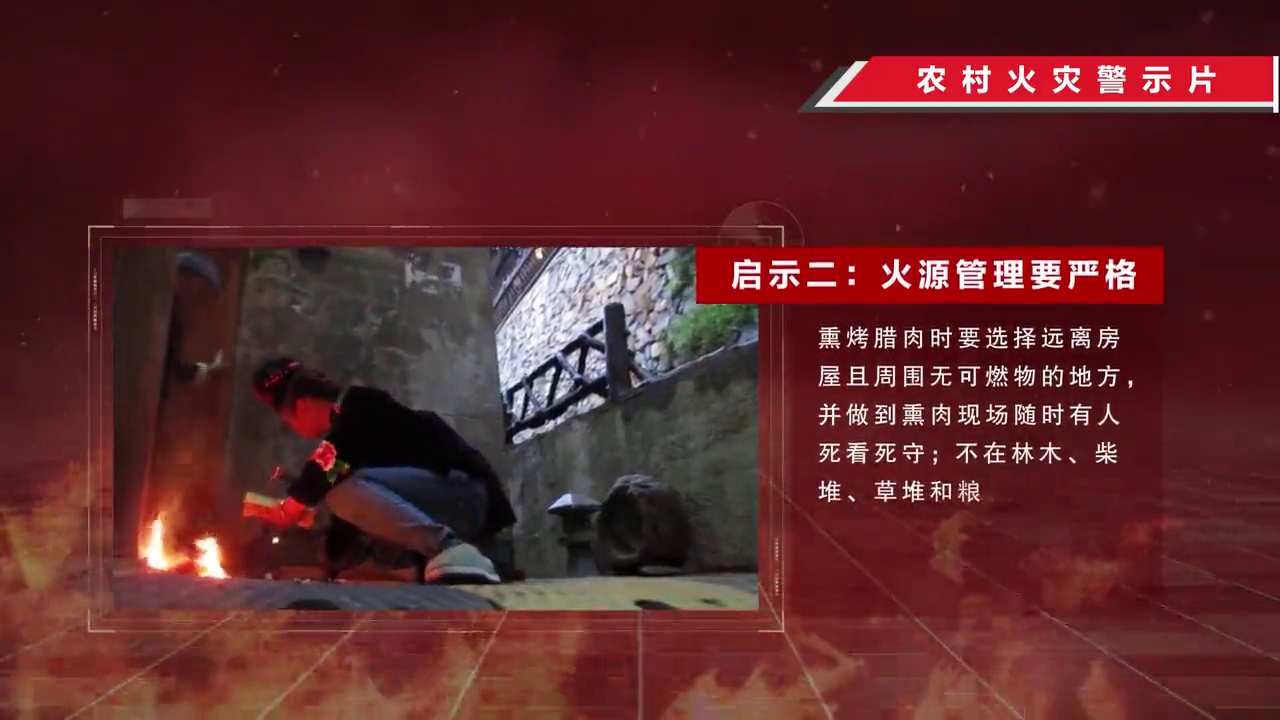 农村火灾警示片
启示二：火源管理要严格
熏烤腊肉时要选择远离房
屋且周围无可燃物的地方，
并做到熏肉现场随时有人
死看死守；不在林木、柴
堆、草堆和粮